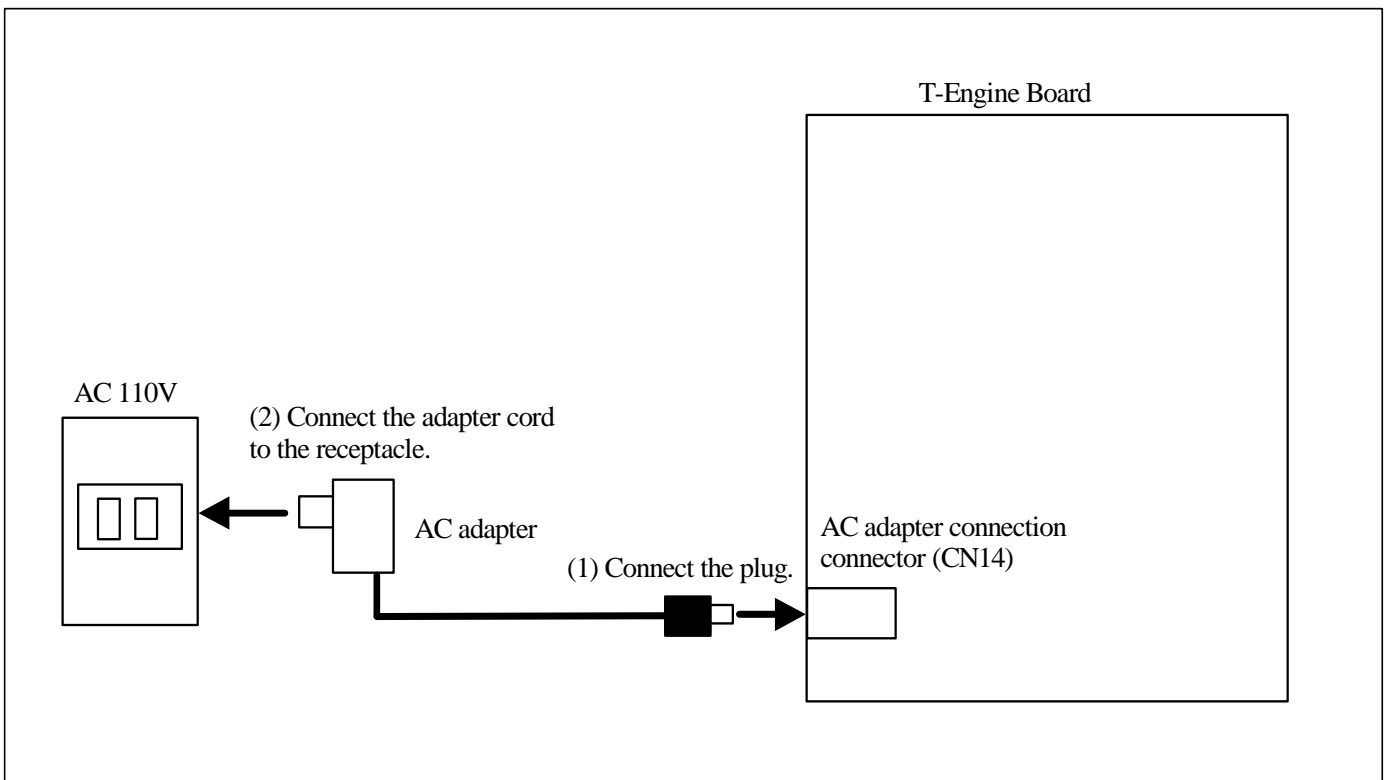 T-Engine Board
AC 110V
(2) Connect the adapter cord
to the receptacle.
AC adapter
(1) Connect the plug.
AC adapter connection
connector (CN14)